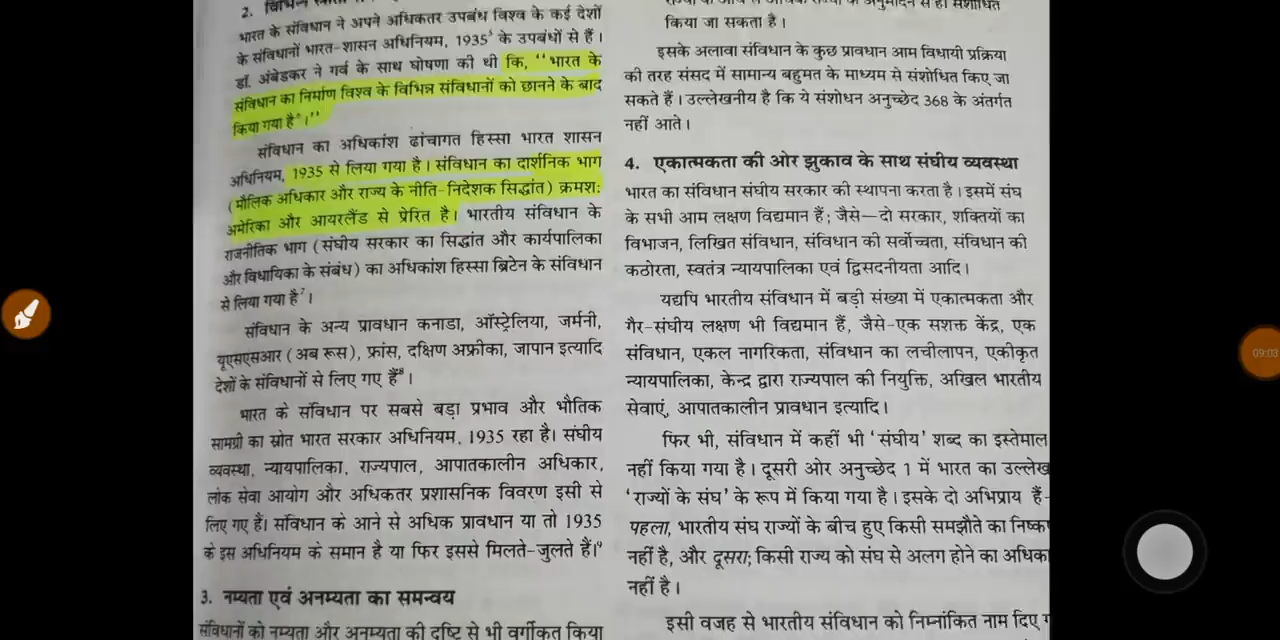 2. विभिन्न
भारत के संविधान ने अपने अधिकतर उपबंध विश्व के कई देशों
के संविधानों भारत-शासन अधिनियम, 1935⁵ के उपबंधों से हैं।
डॉ. अंबेडकर ने गर्व के साथ घोषणा की थी कि, ‘‘भारत के
संविधान का निर्माण विश्व के विभिन्न संविधानों को छानने के बाद
किया गया है⁶।’’
संविधान का अधिकांश ढांचागत हिस्सा भारत शासन
अधिनियम, 1935 से लिया गया है। संविधान का दार्शनिक भाग
(मौलिक अधिकार और राज्य के नीति-निदेशक सिद्धांत) क्रमश:
अमेरिका और आयरलैंड से प्रेरित है। भारतीय संविधान के
राजनीतिक भाग (संघीय सरकार का सिद्धांत और कार्यपालिका
और विधायिका के संबंध) का अधिकांश हिस्सा ब्रिटेन के संविधान
से लिया गया है⁷।
संविधान के अन्य प्रावधान कनाडा, ऑस्ट्रेलिया, जर्मनी,
यूएसएसआर (अब रूस), फ्रांस, दक्षिण अफ्रीका, जापान इत्यादि
देशों के संविधानों से लिए गए हैं⁸।
भारत के संविधान पर सबसे बड़ा प्रभाव और भौतिक
सामग्री का स्रोत भारत सरकार अधिनियम, 1935 रहा है। संघीय
व्यवस्था, न्यायपालिका, राज्यपाल, आपातकालीन अधिकार,
लोक सेवा आयोग और अधिकतर प्रशासनिक विवरण इसी से
लिए गए हैं। संविधान के आने से अधिक प्रावधान या तो 1935
के इस अधिनियम के समान है या फिर इससे मिलते-जुलते हैं।⁹
3. नम्यता एवं अनम्यता का समन्वय
संविधानों को नम्यता और अनम्यता की दृष्टि से भी वर्गीकृत किया
किया जा सकता है।
इसके अलावा संविधान के कुछ प्रावधान आम विधायी प्रक्रिया
की तरह संसद में सामान्य बहुमत के माध्यम से संशोधित किए जा
सकते हैं। उल्लेखनीय है कि ये संशोधन अनुच्छेद 368 के अंतर्गत
नहीं आते।
4. एकात्मकता की ओर झुकाव के साथ संघीय व्यवस्था
भारत का संविधान संघीय सरकार की स्थापना करता है। इसमें संघ
के सभी आम लक्षण विद्यमान हैं; जैसे—दो सरकार, शक्तियों का
विभाजन, लिखित संविधान, संविधान की सर्वोच्चता, संविधान की
कठोरता, स्वतंत्र न्यायपालिका एवं द्विसदनीयता आदि।
यद्यपि भारतीय संविधान में बड़ी संख्या में एकात्मकता और
गैर-संघीय लक्षण भी विद्यमान हैं, जैसे-एक सशक्त केंद्र, एक
संविधान, एकल नागरिकता, संविधान का लचीलापन, एकीकृत
न्यायपालिका, केन्द्र द्वारा राज्यपाल की नियुक्ति, अखिल भारतीय
सेवाएं, आपातकालीन प्रावधान इत्यादि।
फिर भी, संविधान में कहीं भी ‘संघीय’ शब्द का इस्तेमाल
नहीं किया गया है। दूसरी ओर अनुच्छेद 1 में भारत का उल्लेख
‘राज्यों के संघ’ के रूप में किया गया है। इसके दो अभिप्राय हैं-
पहला, भारतीय संघ राज्यों के बीच हुए किसी समझौते का
नहीं है, और दूसरा; किसी राज्य को संघ से अलग होने का
नहीं है।
इसी वजह से भारतीय संविधान को निम्नांकित नाम दिए
09:03